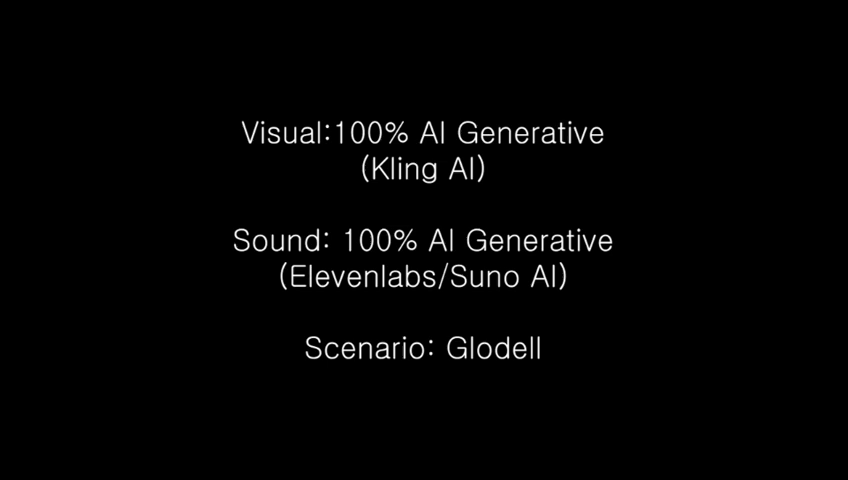 Visual:100% AI Generative
(Kling AI)
Sound: 100% AI Generative
(Elevenlabs/Suno AI)
Scenario: Glodell